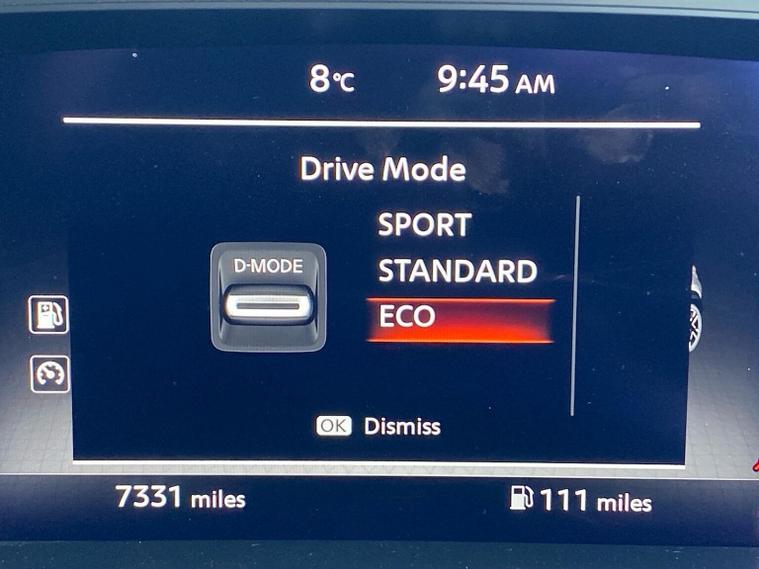 8°C 9:45 AM
Drive Mode
SPORT
D-MODE
STANDARD
ECO
OK Dismiss
7331 miles
111 miles